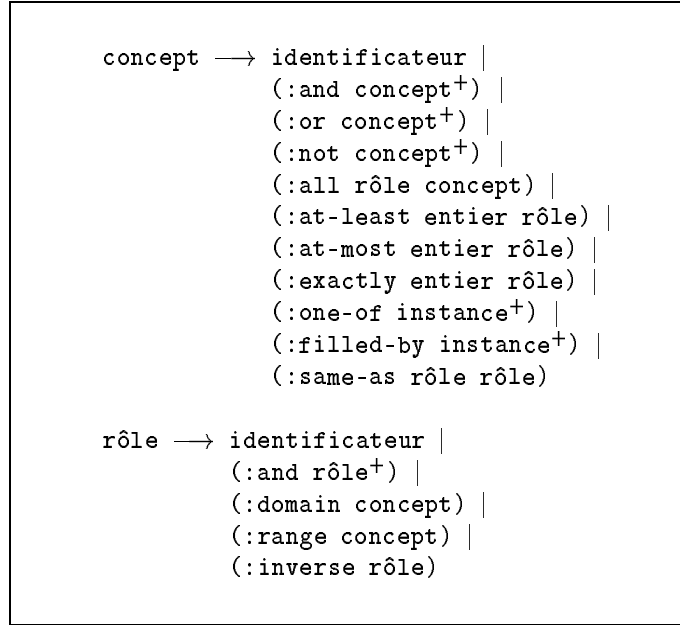 concept ⟶ identificateur |
(:and concept⁺) |
(:or concept⁺) |
(:not concept⁺) |
(:all rôle concept) |
(:at-least entier rôle) |
(:at-most entier rôle) |
(:exactly entier rôle) |
(:one-of instance⁺) |
(:filled-by instance⁺) |
(:same-as rôle rôle)
rôle ⟶ identificateur |
(:and rôle⁺) |
(:domain concept) |
(:range concept) |
(:inverse rôle)